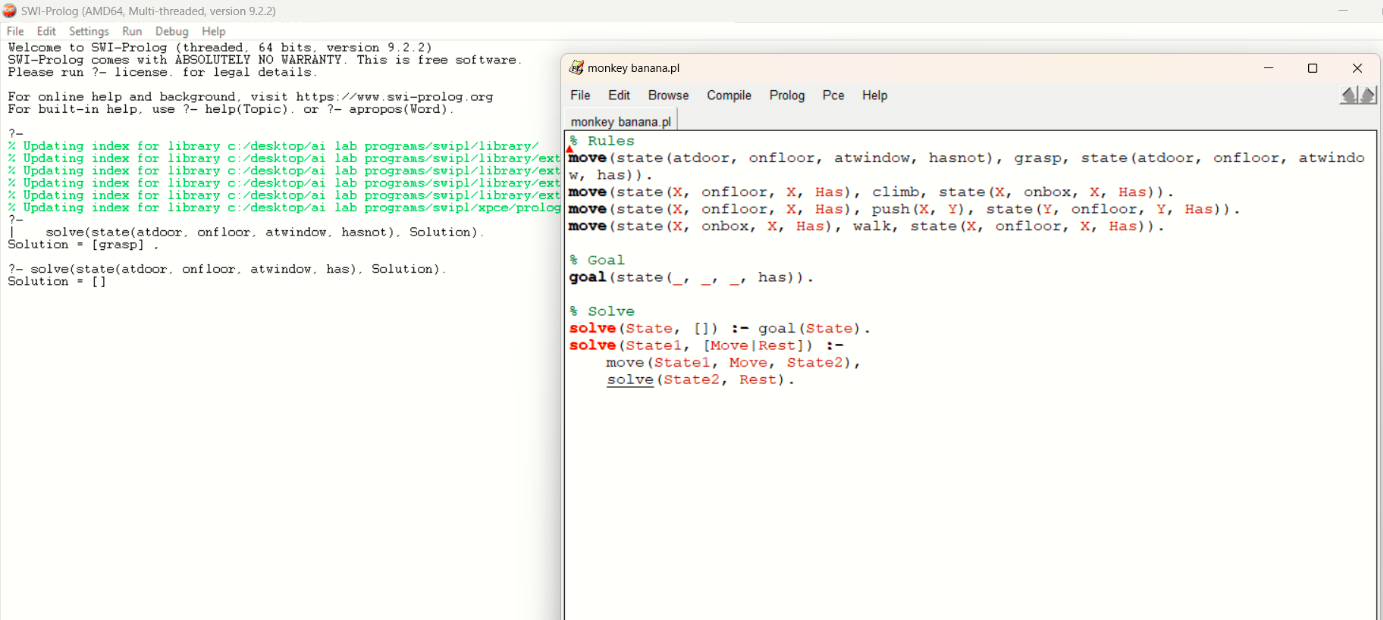 SWI-Prolog (AMD64, Multi-threaded, version 9.2.2)
File Edit Settings Run Debug Help
Welcome to SWI-Prolog (threaded, 64 bits, version 9.2.2)
SWI-Prolog comes with ABSOLUTELY NO WARRANTY. This is free software.
Please run ?- license. for legal details.
For online help and background, visit https://www.swi-prolog.org
For built-in help, use ?- help(Topic). or ?- apropos(Word).
?-
% Updating index for library c:/desktop/ai lab programs/swipl/library/
% Updating index for library c:/desktop/ai lab programs/swipl/library/ext
% Updating index for library c:/desktop/ai lab programs/swipl/library/ext
% Updating index for library c:/desktop/ai lab programs/swipl/library/ext
% Updating index for library c:/desktop/ai lab programs/swipl/library/ext
% Updating index for library c:/desktop/ai lab programs/swipl/xpce/prolog
?-
|    solve(state(atdoor, onfloor, atwindow, hasnot), Solution).
Solution = [grasp] .
?- solve(state(atdoor, onfloor, atwindow, has), Solution).
Solution = []
monkey banana.pl
File Edit Browse Compile Prolog Pce Help
monkey banana.pl
% Rules
move(state(atdoor, onfloor, atwindow, hasnot), grasp, state(atdoor, onfloor, atwindo
w, has)).
move(state(X, onfloor, X, Has), climb, state(X, onbox, X, Has)).
move(state(X, onfloor, X, Has), push(X, Y), state(Y, onfloor, Y, Has)).
move(state(X, onbox, X, Has), walk, state(X, onfloor, X, Has)).
% Goal
goal(state(_, _, _, has)).
% Solve
solve(State, []) :- goal(State).
solve(State1, [Move|Rest]) :-
    move(State1, Move, State2),
    solve(State2, Rest).